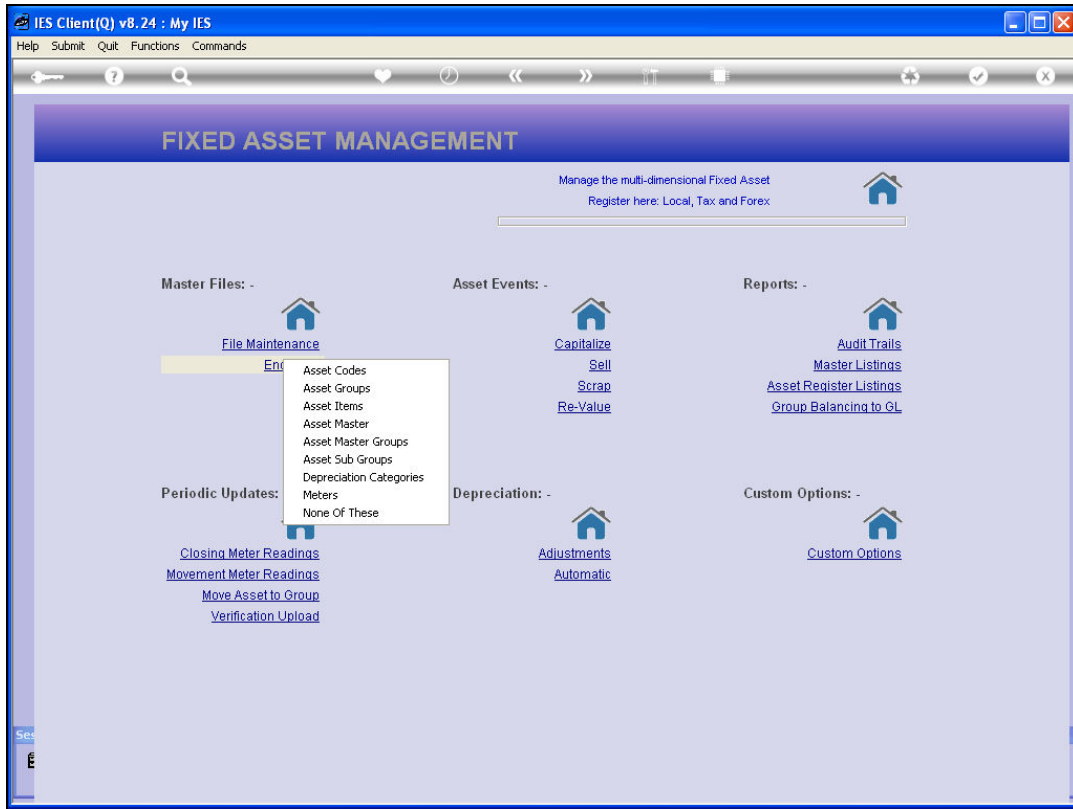 IES Client(Q) v8.24 : My IES
Help Submit Quit Functions Commands
FIXED ASSET MANAGEMENT
Manage the multi-dimensional Fixed Asset
Register here: Local, Tax and Forex
Master Files: -
File Maintenance
Asset Codes
Asset Groups
Asset Items
Asset Master
Asset Master Groups
Asset Sub Groups
Depreciation Categories
Meters
None Of These
Asset Events: -
Capitalize
Sell
Scrap
Re-Value
Reports: -
Audit Trails
Master Listings
Asset Register Listings
Group Balancing to GL
Periodic Updates:
Closing Meter Readings
Movement Meter Readings
Move Asset to Group
Verification Upload
Depreciation: -
Adjustments
Automatic
Custom Options: -
Custom Options